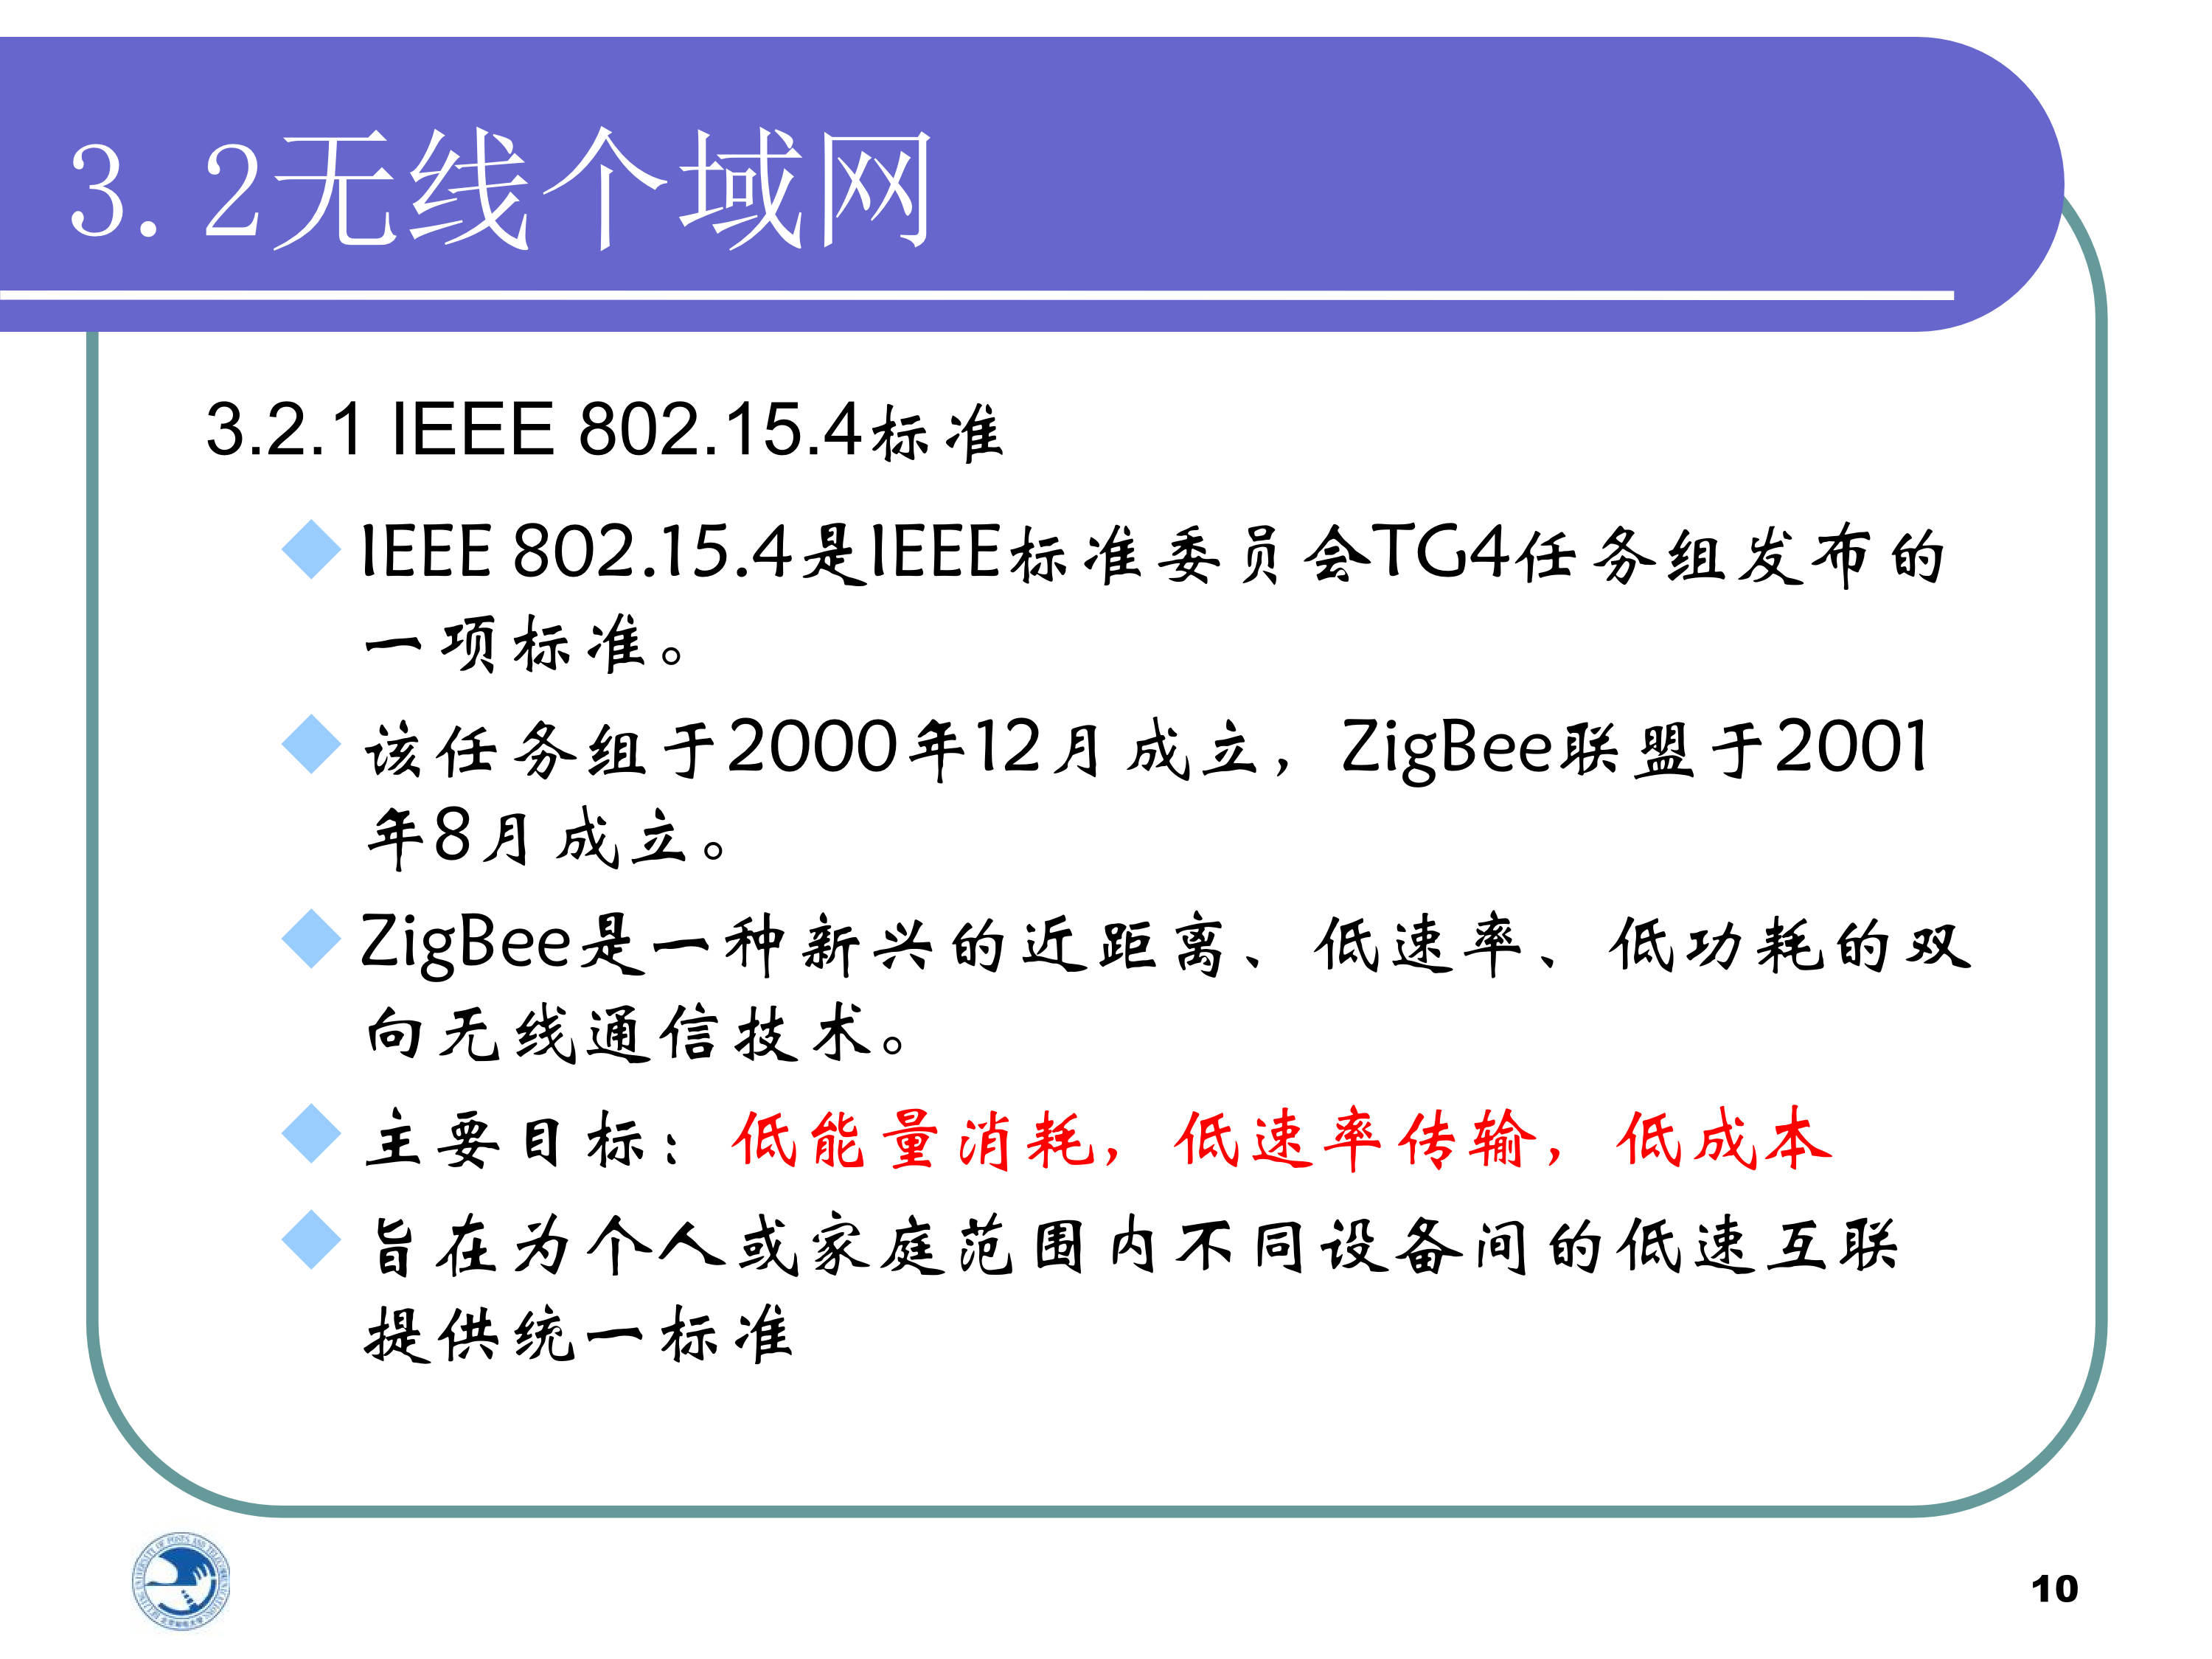 3.2无线个域网
3.2.1 IEEE 802.15.4标准
IEEE 802.15.4是IEEE标准委员会TG4任务组发布的
一项标准。
该任务组于2000年12月成立，ZigBee联盟于2001
年8月成立。
ZigBee是一种新兴的近距离、低速率、低功耗的双
向无线通信技术。
主要目标：低能量消耗，低速率传输，低成本
旨在为个人或家庭范围内不同设备间的低速互联
提供统一标准
10